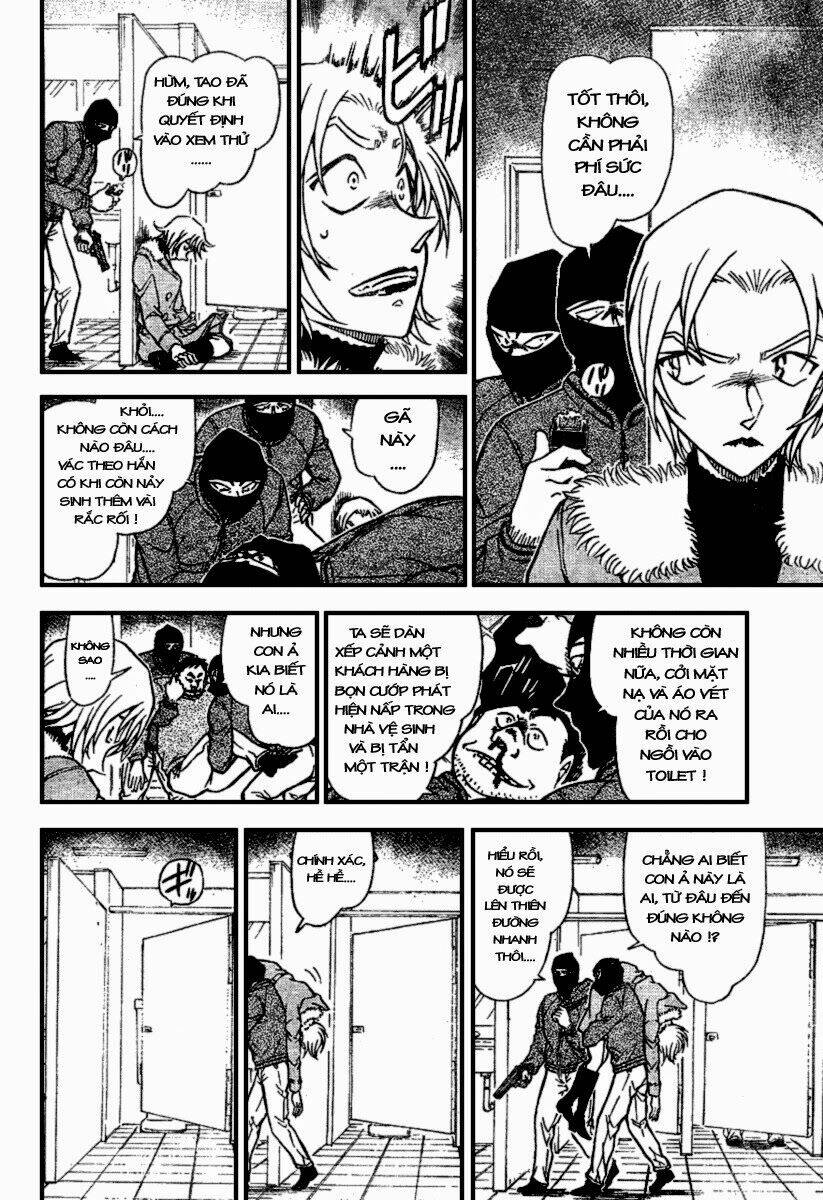 TỐT THÔI,
KHÔNG
CẦN PHẢI
PHÍ SỨC
ĐÂU....
ビビ
HỪM, TAO ĐÃ
ĐÚNG KHI
QUYẾT ĐỊNH
VÀO XEM THỬ
......
GÃ
NÀY
....
KHỎI....
KHÔNG CÒN CÁCH
NÀO ĐÂU....
VÁC THEO HẮN
CÓ KHI CÒN NẢY
SINH THÊM VÀI
RẮC RỐI !
KHÔNG CÒN
NHIỀU THỜI GIAN
NỮA, CỞI MẶT
NẠ VÀ ÁO VÉT
CỦA NÓ RA
RỒI CHO
NGỒI VÀO
TOILET !
TA SẼ DÀN
XẾP CẢNH MỘT
KHÁCH HÀNG BỊ
BỌN CƯỚP PHÁT
HIỆN NẤP TRONG
NHÀ VỆ SINH
VÀ BỊ TẨN
MỘT TRẬN !
NHƯNG
CON Ả
KIA BIẾT
NÓ LÀ
AI....
KHÔNG
SAO
....
CHẲNG AI BIẾT
CON Ả NÀY LÀ
AI, TỪ ĐÂU ĐẾN
ĐÚNG KHÔNG
NÀO !?
HIỂU RỒI,
NÓ SẼ
ĐƯỢC
LÊN THIÊN
ĐƯỜNG
NHANH
THÔI....
CHÍNH XÁC,
HỀ HỀ....